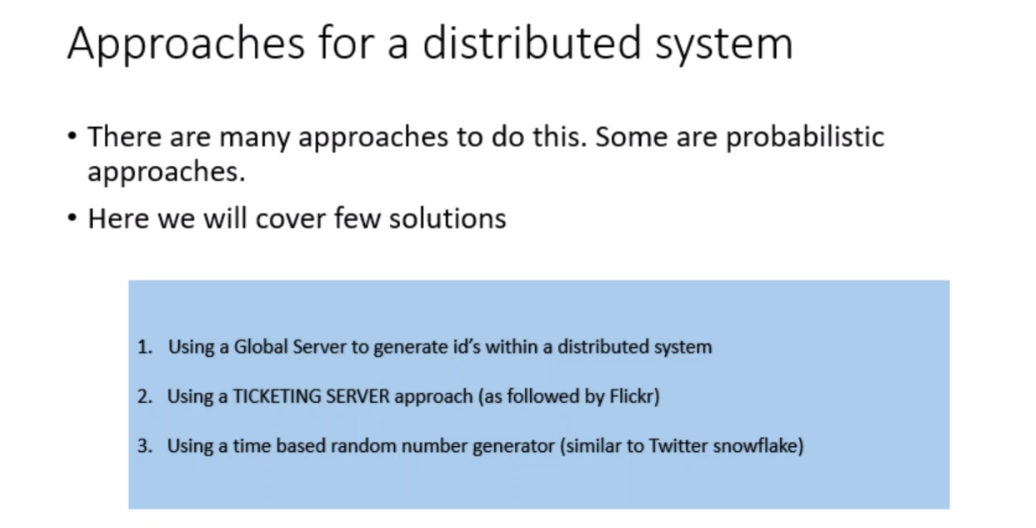 Approaches for a distributed system
• There are many approaches to do this. Some are probabilistic
approaches.
• Here we will cover few solutions
1. Using a Global Server to generate id's within a distributed system
2. Using a TICKETING SERVER approach (as followed by Flickr)
3. Using a time based random number generator (similar to Twitter snowflake)